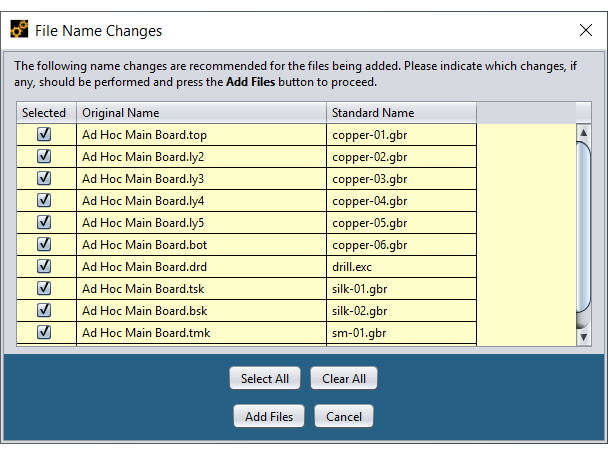 File Name Changes
The following name changes are recommended for the files being added. Please indicate which changes, if
any, should be performed and press the Add Files button to proceed.
Selected Original Name Standard Name
Ad Hoc Main Board.top copper-01.gbr
Ad Hoc Main Board.ly2 copper-02.gbr
Ad Hoc Main Board.ly3 copper-03.gbr
Ad Hoc Main Board.ly4 copper-04.gbr
Ad Hoc Main Board.ly5 copper-05.gbr
Ad Hoc Main Board.bot copper-06.gbr
Ad Hoc Main Board.drd drill.exc
Ad Hoc Main Board.tsk silk-01.gbr
Ad Hoc Main Board.bsk silk-02.gbr
Ad Hoc Main Board.tmk sm-01.gbr
Select All Clear All
Add Files Cancel